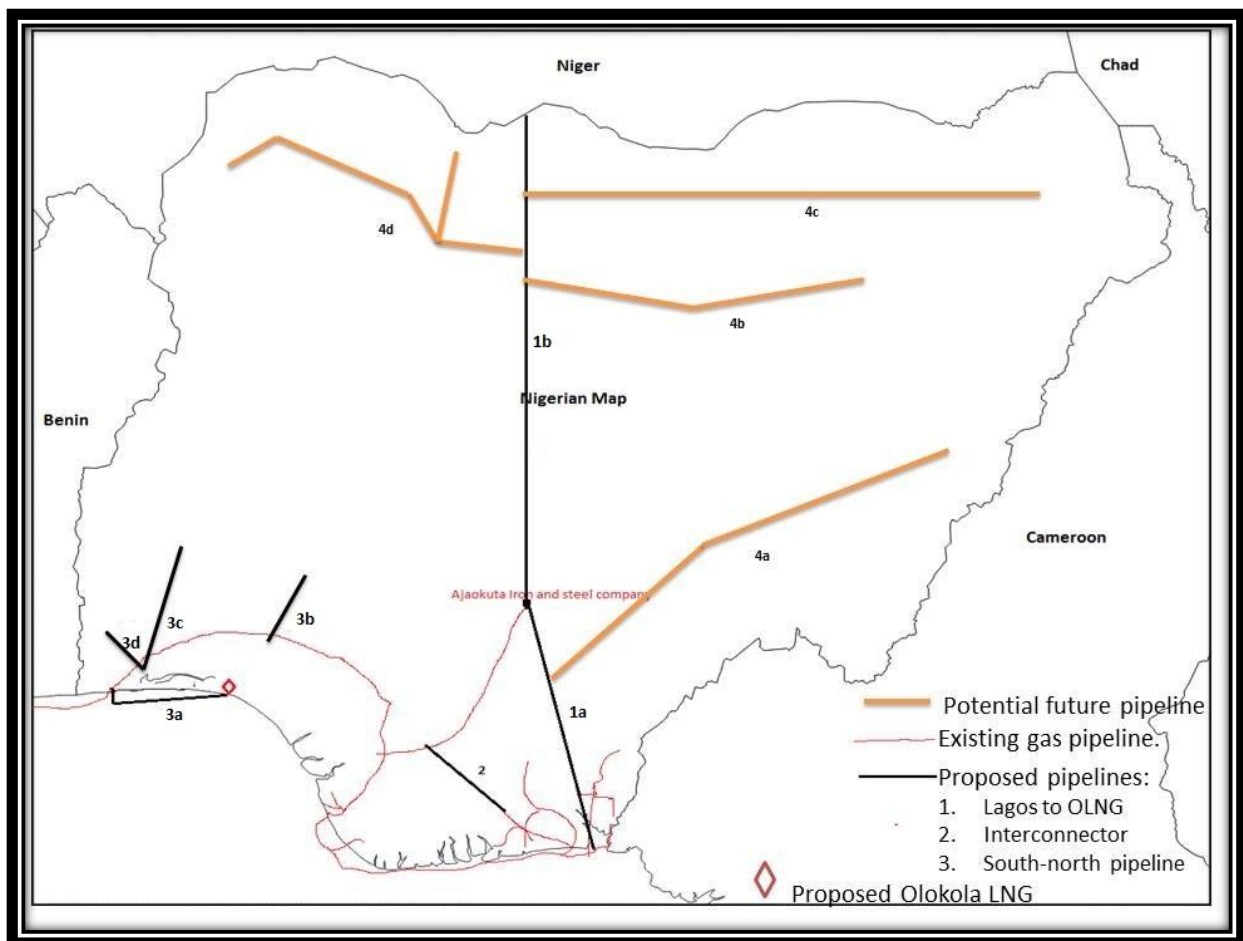 Niger
Chad
4d
4c
4b
1b
Nigerian Map
Benin
Cameroon
4a
Ajaokuta Iron and steel company
3d
3c
3b
3a
1a
2
Potential future pipeline
Existing gas pipeline.
Proposed pipelines:
1. Lagos to OLNG
2. Interconnector
3. South-north pipeline
Proposed Olokola LNG